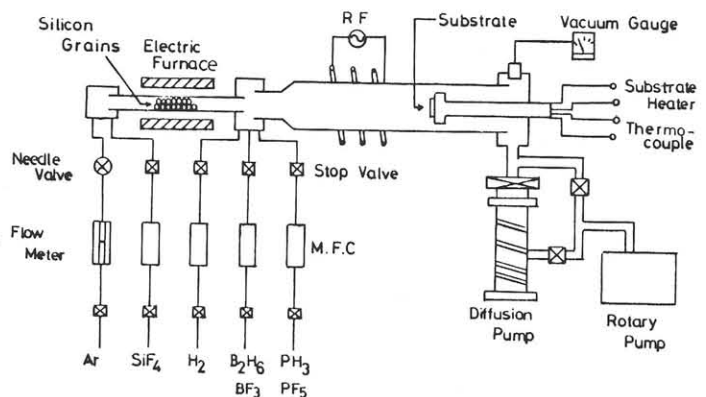 Silicon
Grains
Electric
Furnace
RF
Substrate
Vacuum Gauge
Substrate
Heater
Thermo-
couple
Needle
Valve
Stop Valve
Flow
Meter
M.F.C
Diffusion
Pump
Rotary
Pump
Ar
SiF4
H2
B2H6
BF3
PH3
PF5